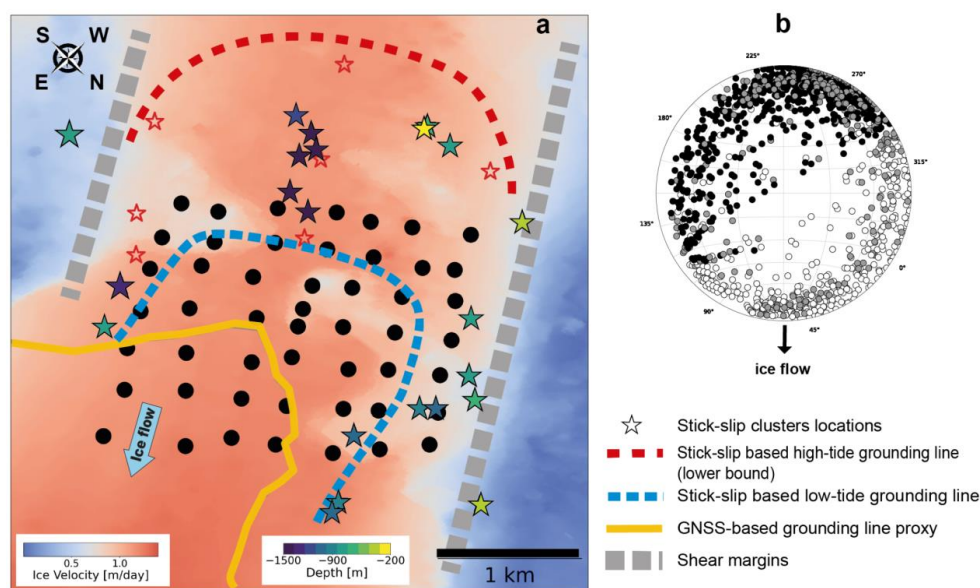 a
b
S W
E N
225°
270°
180°
315°
135°
0°
90°
45°
ice flow
Ice flow
0.5 1.0
Ice Velocity [m/day]
-1500 -900 -200
Depth [m]
1 km
Stick-slip clusters locations
Stick-slip based high-tide grounding line
(lower bound)
Stick-slip based low-tide grounding line
GNSS-based grounding line proxy
Shear margins